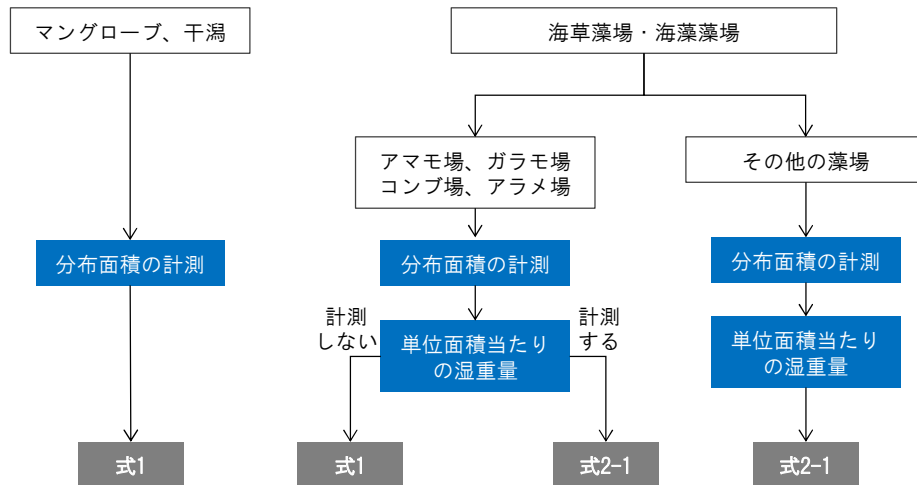 マングローブ、干潟
海草藻場・海藻藻場
アマモ場、ガラモ場
コンブ場、アラメ場
その他の藻場
分布面積の計測
分布面積の計測
分布面積の計測
計測
しない
単位面積当たり
の湿重量
計測
する
単位面積当たり
の湿重量
式1
式1
式2-1
式2-1